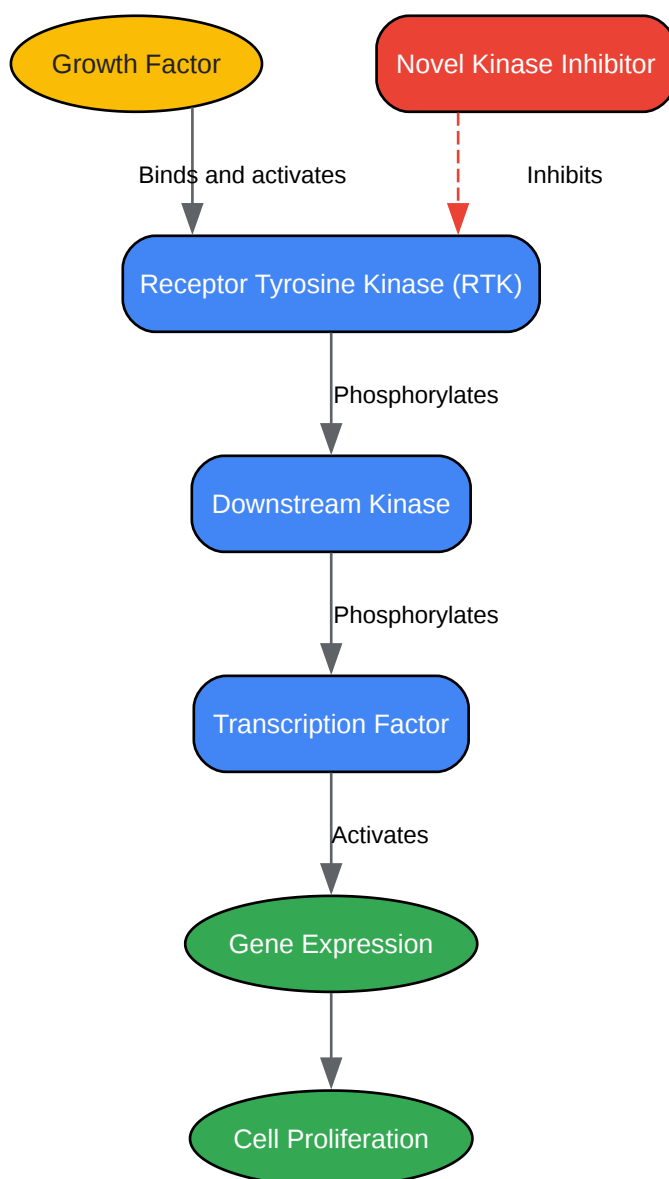 Growth Factor
Novel Kinase Inhibitor
Binds and activates
Inhibits
Receptor Tyrosine Kinase (RTK)
Phosphorylates
Downstream Kinase
Phosphorylates
Transcription Factor
Activates
Gene Expression
Cell Proliferation